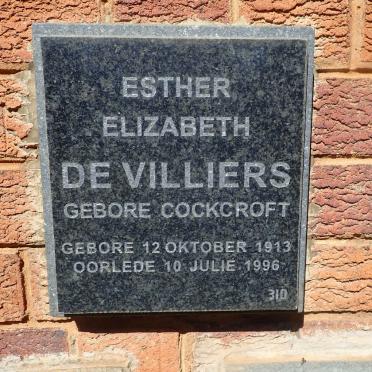 ESTHER
ELIZABETH
DE VILLIERS
GEBORE COCKCROFT
GEBORE 12 OKTOBER 1913
OORLEDE 10 JULIE 1996
310